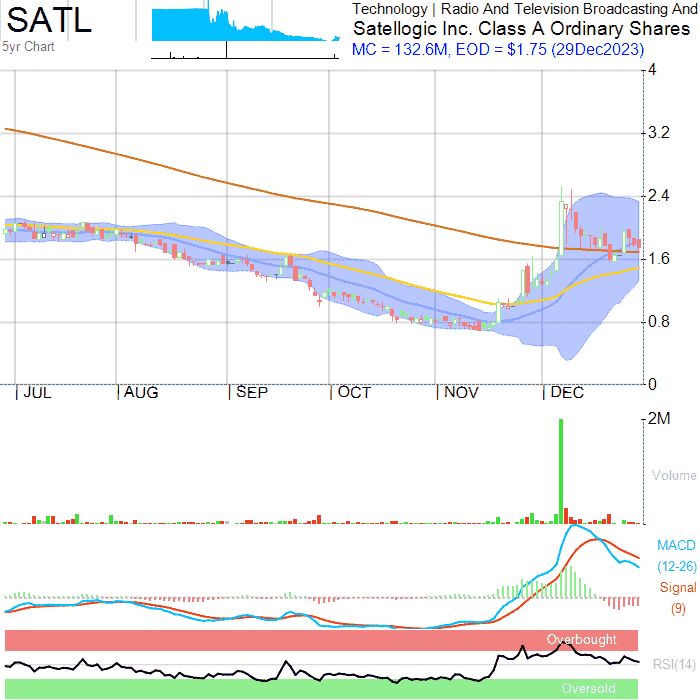 SATL
5yr Chart
Technology | Radio And Television Broadcasting And
Satellogic Inc. Class A Ordinary Shares
MC = 132.6M, EOD = $1.75 (29Dec2023)
4
3.2
2.4
1.6
0.8
0
JUL AUG SEP OCT NOV DEC
2M
Volume
MACD
(12-26)
Signal
(9)
Overbought
RSI(14)
Oversold